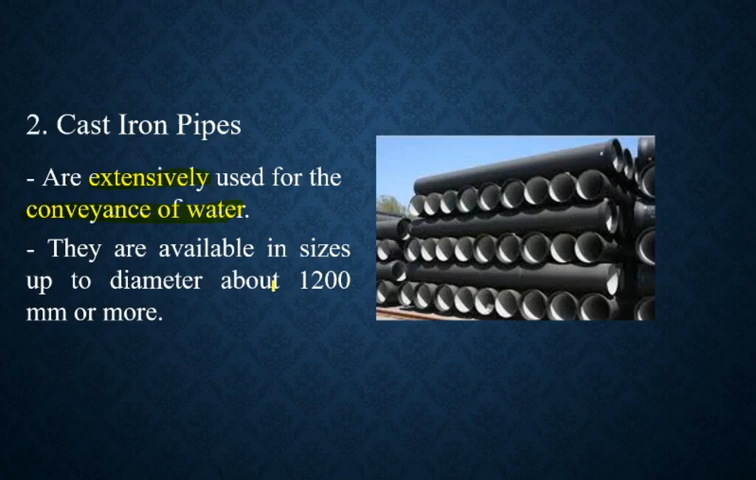 2. Cast Iron Pipes
- Are extensively used for the
conveyance of water.
- They are available in sizes
up to diameter about 1200
mm or more.